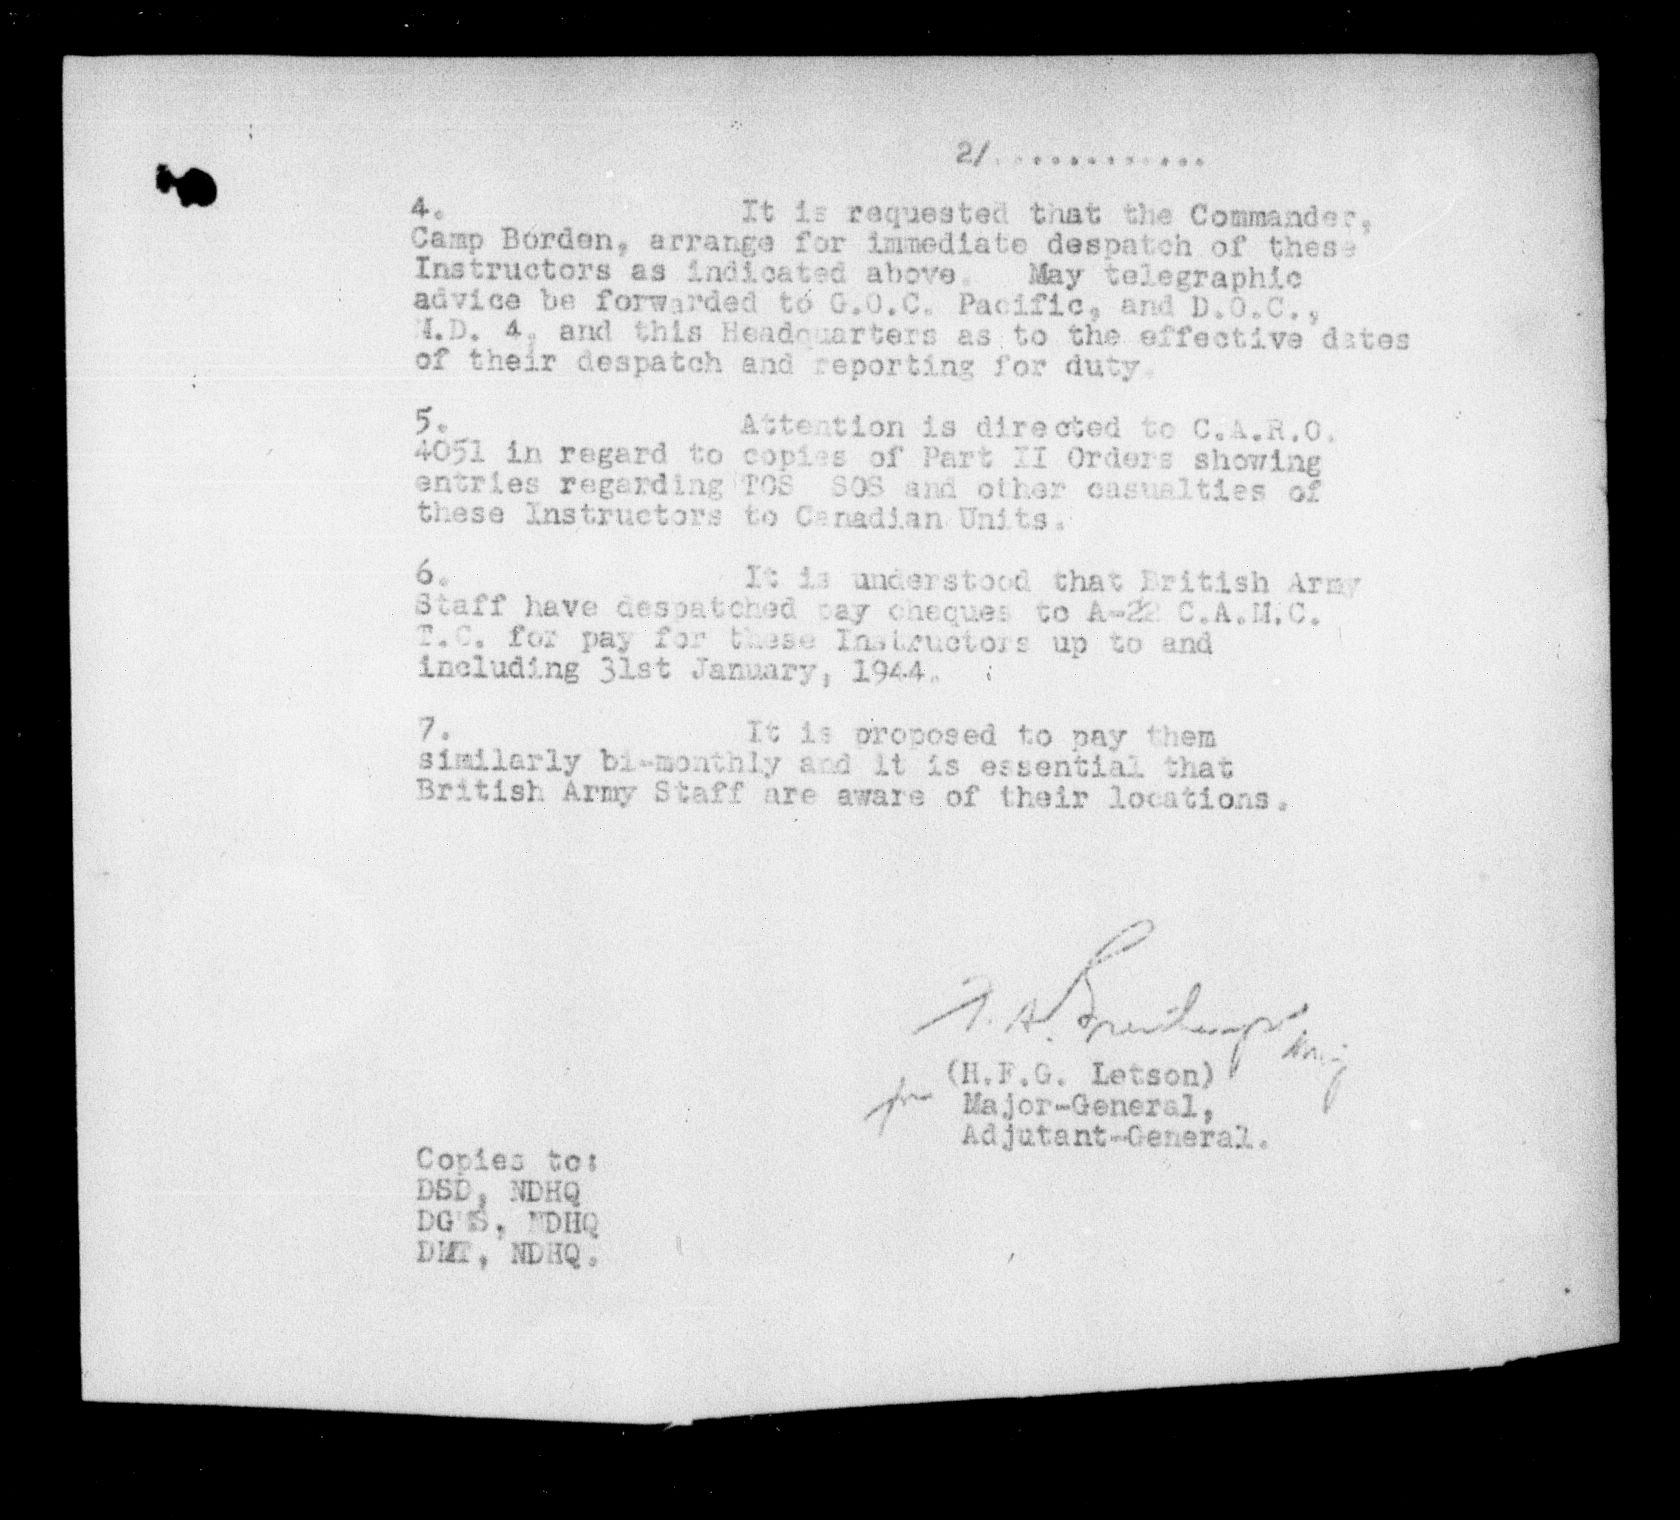 2/.............
4. It is requested that the Commander,
Camp Borden, arrange for immediate despatch of these
Instructors as indicated above. May telegraphic
advice be forwarded to G.O.C. Pacific, and D.O.C.,
M.D. 4, and this Headquarters as to the effective dates
of their despatch and reporting for duty.
5. Attention is directed to C.A.R.O.
4051 in regard to copies of Part II Orders showing
entries regarding TOS SOS and other casualties of
these Instructors to Canadian Units.
6. It is understood that British Army
Staff have despatched pay cheques to A-22 C.A.M.C.
T.C. for pay for these Instructors up to and
including 31st January, 1944.
7. It is proposed to pay them
similarly bi-monthly and it is essential that
British Army Staff are aware of their locations.
(H.F.G. Letson)
for Major-General,
Adjutant-General.
Copies to:
DSD, NDHQ
DGMS, NDHQ
DMT, NDHQ.